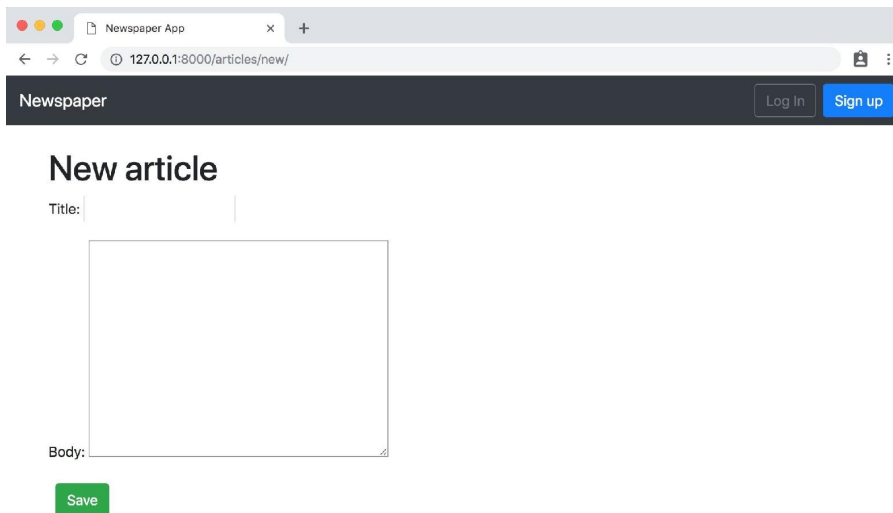 Newspaper App
127.0.0.1:8000/articles/new/
Newspaper Log In Sign up
New article
Title:
Body:
Save